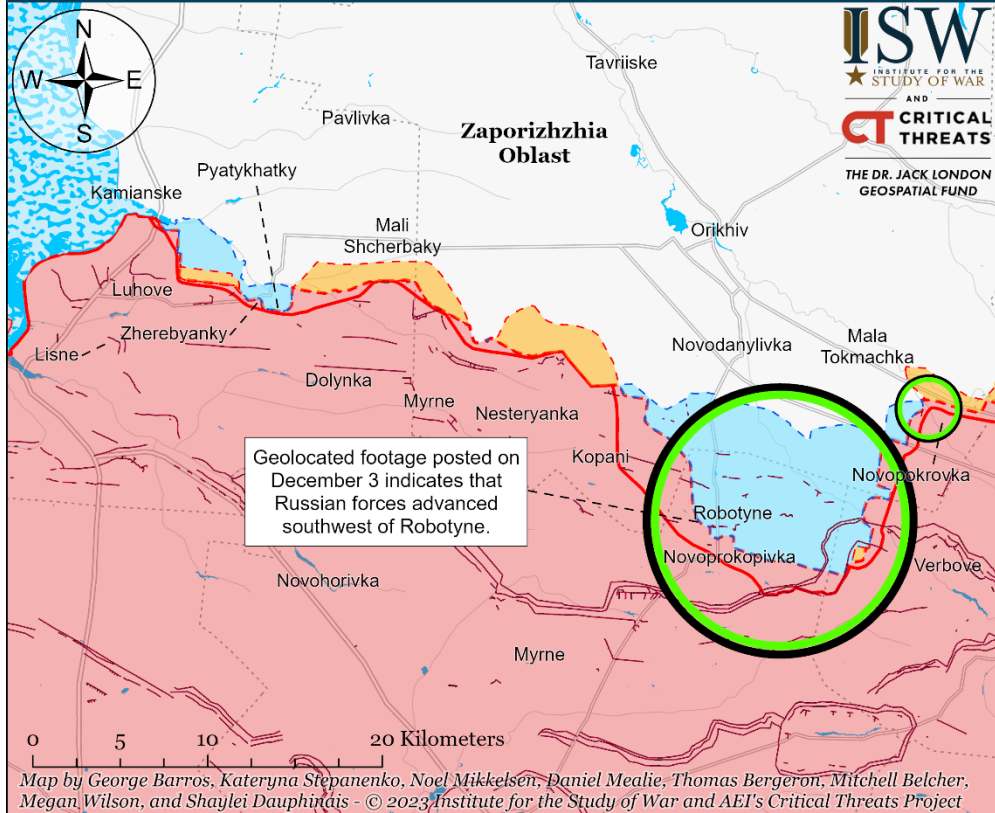 N
W
E
S
ISW
INSTITUTE FOR THE
STUDY OF WAR
AND
CT CRITICAL
THREATS
THE DR. JACK LONDON
GEOSPATIAL FUND
Tavriiske
Pavlivka
Zaporizhzhia
Oblast
Pyatykhatky
Kamianske
Mali
Shcherbaky
Orikhiv
Luhove
Zherebyanky
Lisne
Novodanylivka
Mala
Tokmachka
Dolynka
Myrne
Nesteryanka
Kopani
Novopokrovka
Geolocated footage posted on
December 3 indicates that
Russian forces advanced
southwest of Robotyne.
Robotyne
Novoprokopivka
Verbove
Novohorivka
Myrne
0 5 10 20 Kilometers
Map by George Barros, Kateryna Stepanenko, Noel Mikkelsen, Daniel Mealie, Thomas Bergeron, Mitchell Belcher,
Megan Wilson, and Shaylei Dauphinais - © 2023 Institute for the Study of War and AEI's Critical Threats Project